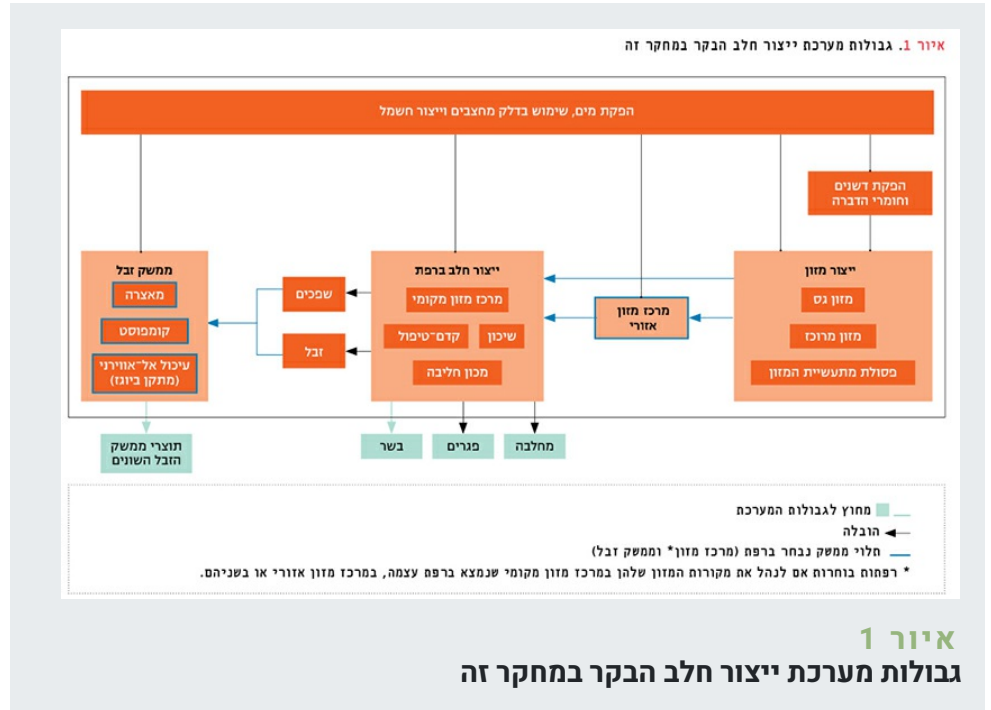 איור 1. גבולות מערכת ייצור חלב הבקר במחקר זה
הפקת מים, שימוש בדלק מחצבים וייצור חשמל
הפקת דשנים
וחומרי הדברה
ייצור מזון
מזון גס
מזון מרוכז
פסולת מתעשיית המזון
מרכז מזון
אזורי
ייצור חלב ברפת
מרכז מזון מקומי
שיכון
קדם־טיפול
מכון חליבה
שפכים
זבל
ממשק זבל
מאצרה
קומפוסט
עיכול אל־אווירני
(מתקן ביוגז)
מחלבה
פגרים
בשר
תוצרי ממשק
הזבל השונים
מחוץ לגבולות המערכת
הובלה
תלוי ממשק נבחר ברפת (מרכז מזון* וממשק זבל)
* רפתות בוחרות אם לנהל את מקורות המזון שלהן במרכז מזון מקומי שנמצא ברפת עצמה, במרכז מזון אזורי או בשניהם.
איור 1
גבולות מערכת ייצור חלב הבקר במחקר זה